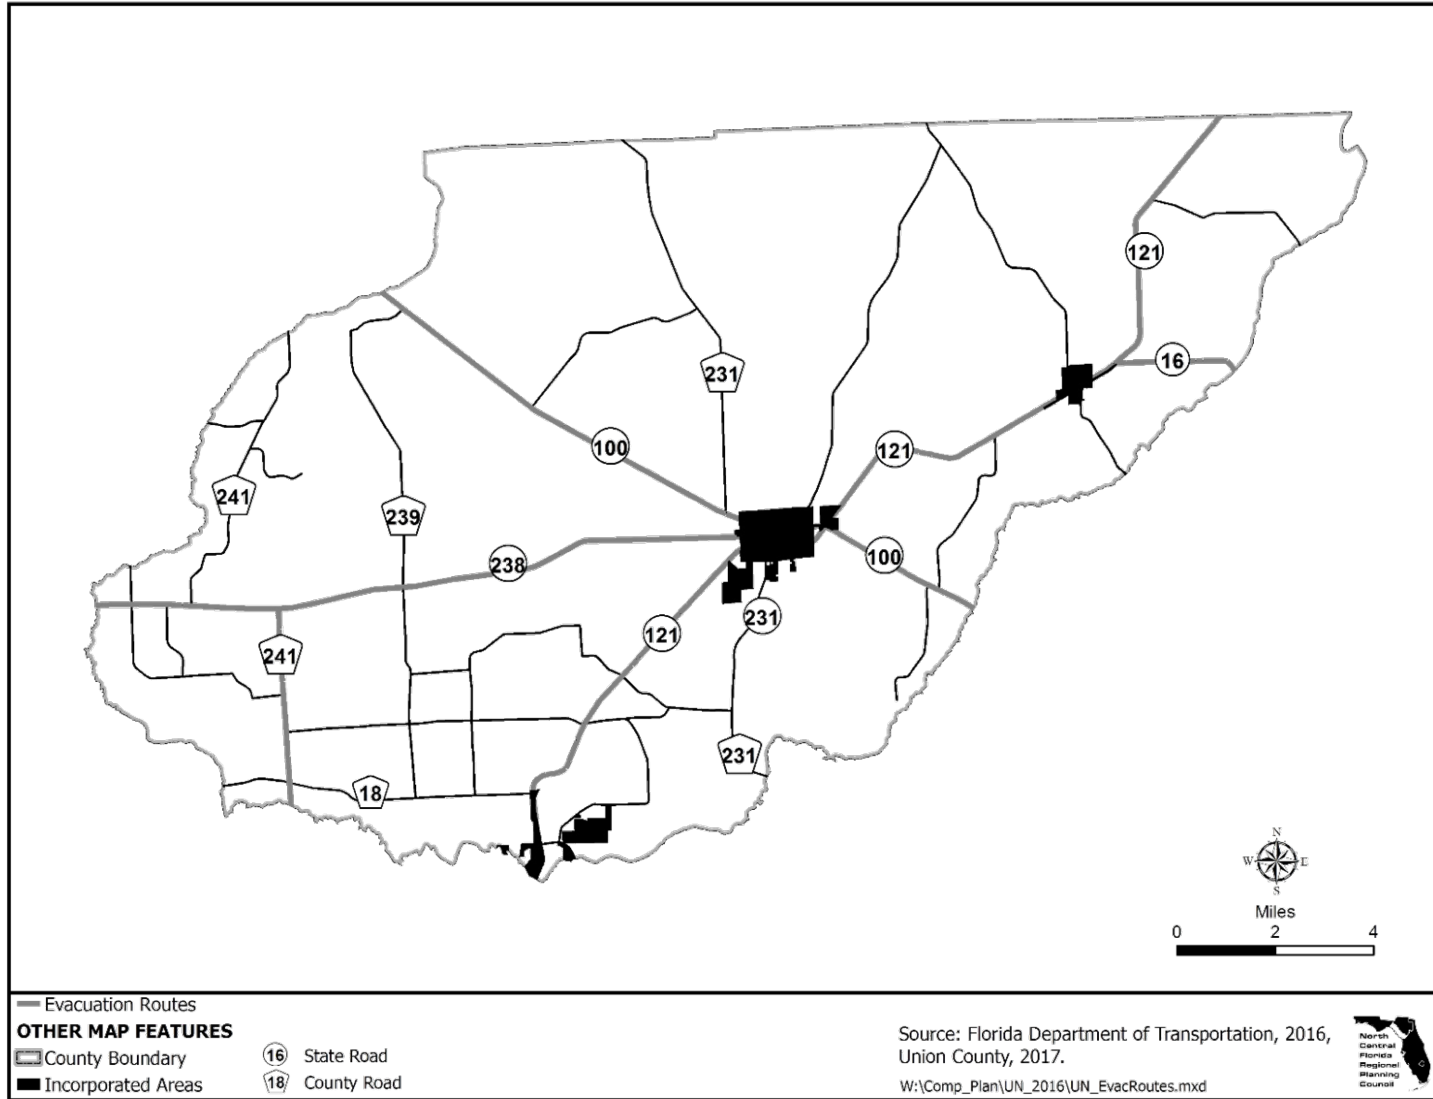 121
16
231
100
121
241
239
238
100
231
121
241
231
18
N
W E
S
Miles
0 2 4
Evacuation Routes
OTHER MAP FEATURES
County Boundary
Incorporated Areas
16 State Road
18 County Road
Source: Florida Department of Transportation, 2016,
Union County, 2017.
W:\Comp_Plan\UN_2016\UN_EvacRoutes.mxd
North
Central
Florida
Regional
Planning
Council